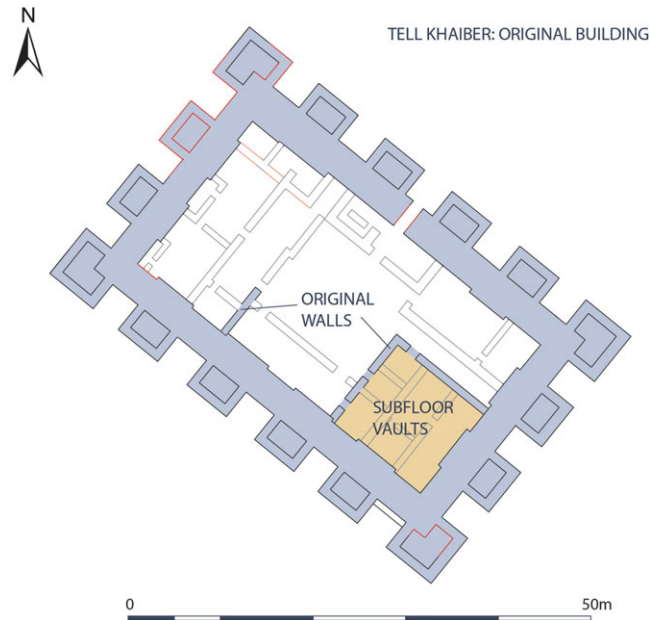 N
TELL KHAIBER: ORIGINAL BUILDING
ORIGINAL
WALLS
SUBFLOOR
VAULTS
0
50m